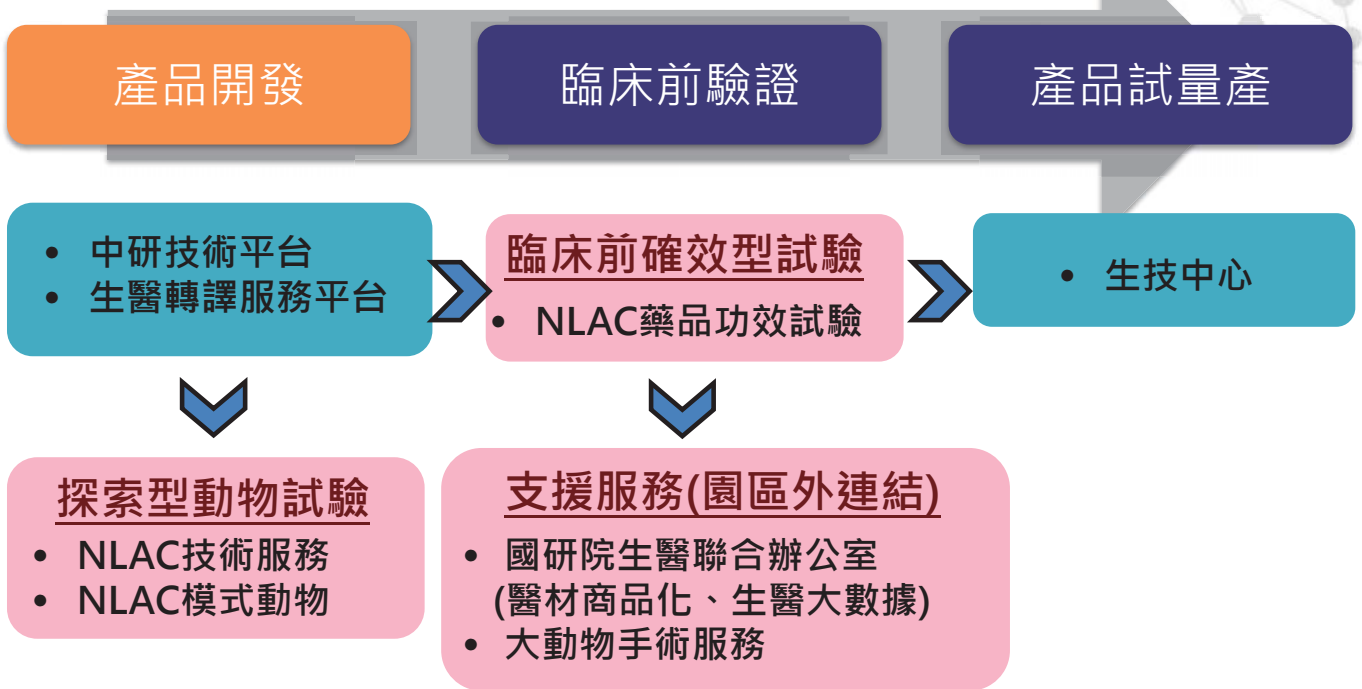 產品開發
臨床前驗證
產品試量產
• 中研技術平台
• 生醫轉譯服務平台
臨床前確效型試驗
• NLAC藥品功效試驗
• 生技中心
探索型動物試驗
• NLAC技術服務
• NLAC模式動物
支援服務(園區外連結)
• 國研院生醫聯合辦公室
(醫材商品化、生醫大數據)
• 大動物手術服務